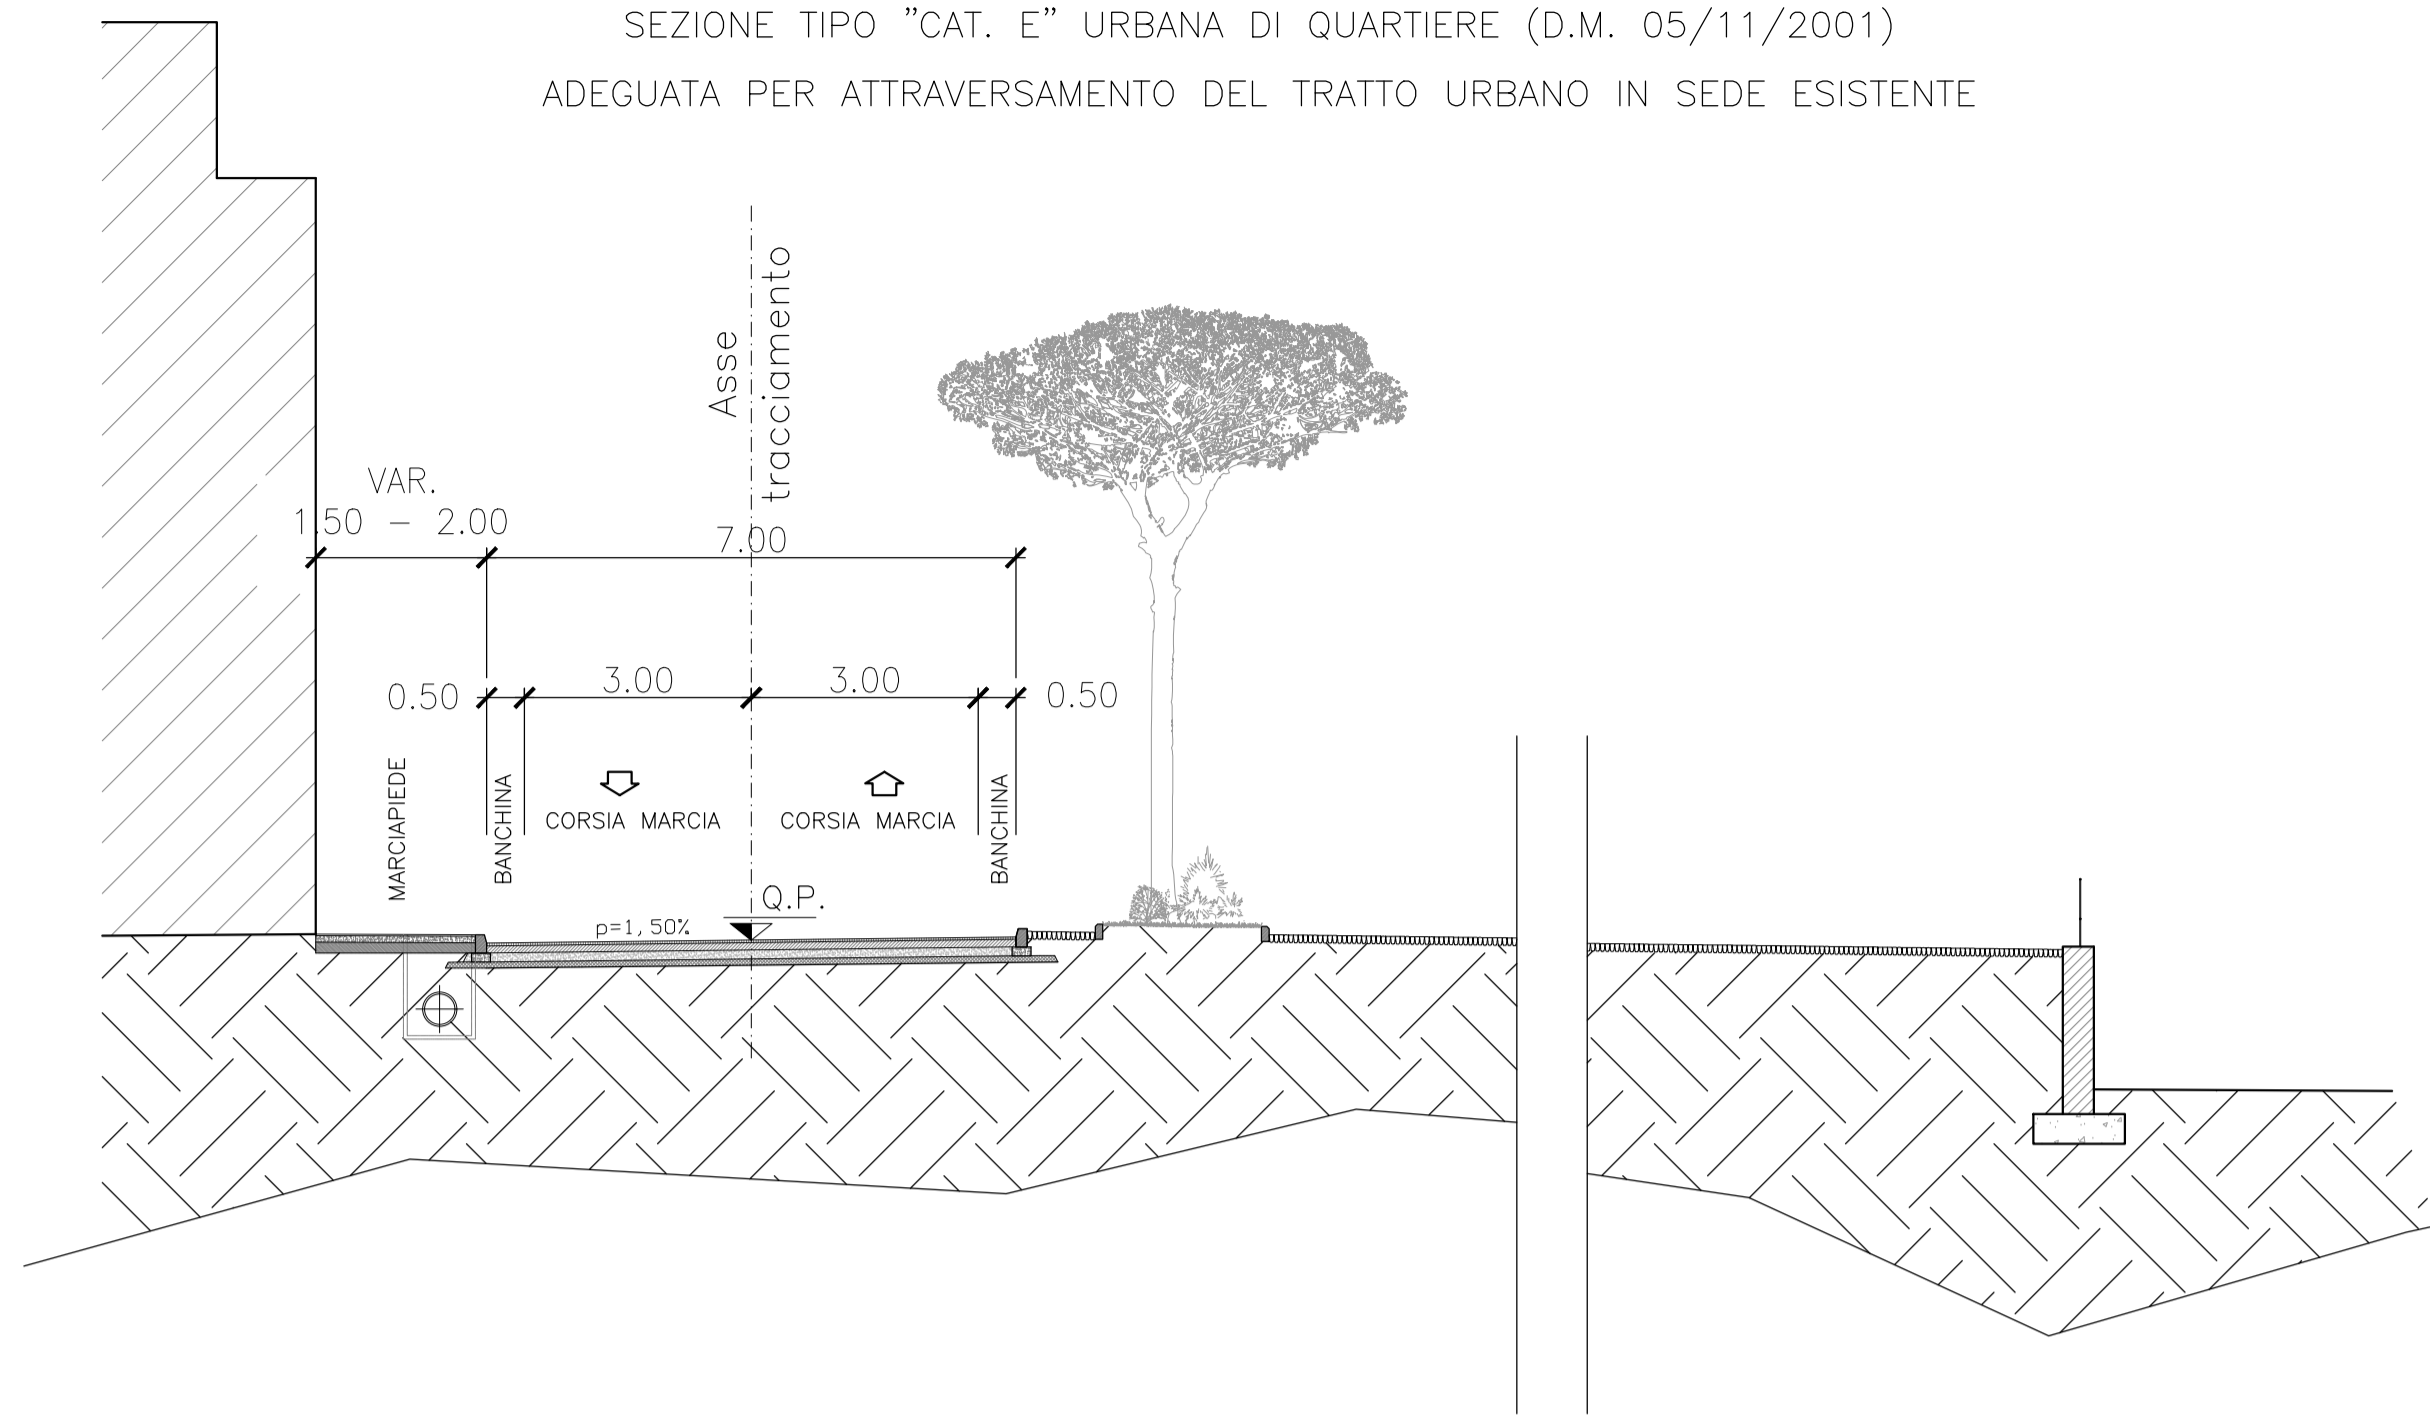 SEZIONE TIPO "CAT. E" URBANA DI QUARTIERE (D.M. 05/11/2001)
ADEGUATA PER ATTRAVERSAMENTO DEL TRATTO URBANO IN SEDE ESISTENTE
Asse
tracciamento
VAR.
1.50 – 2.00
7.00
0.50
3.00
3.00
0.50
MARCIAPIEDE
BANCHINA
CORSIA MARCIA
CORSIA MARCIA
BANCHINA
Q.P.
p=1,50%